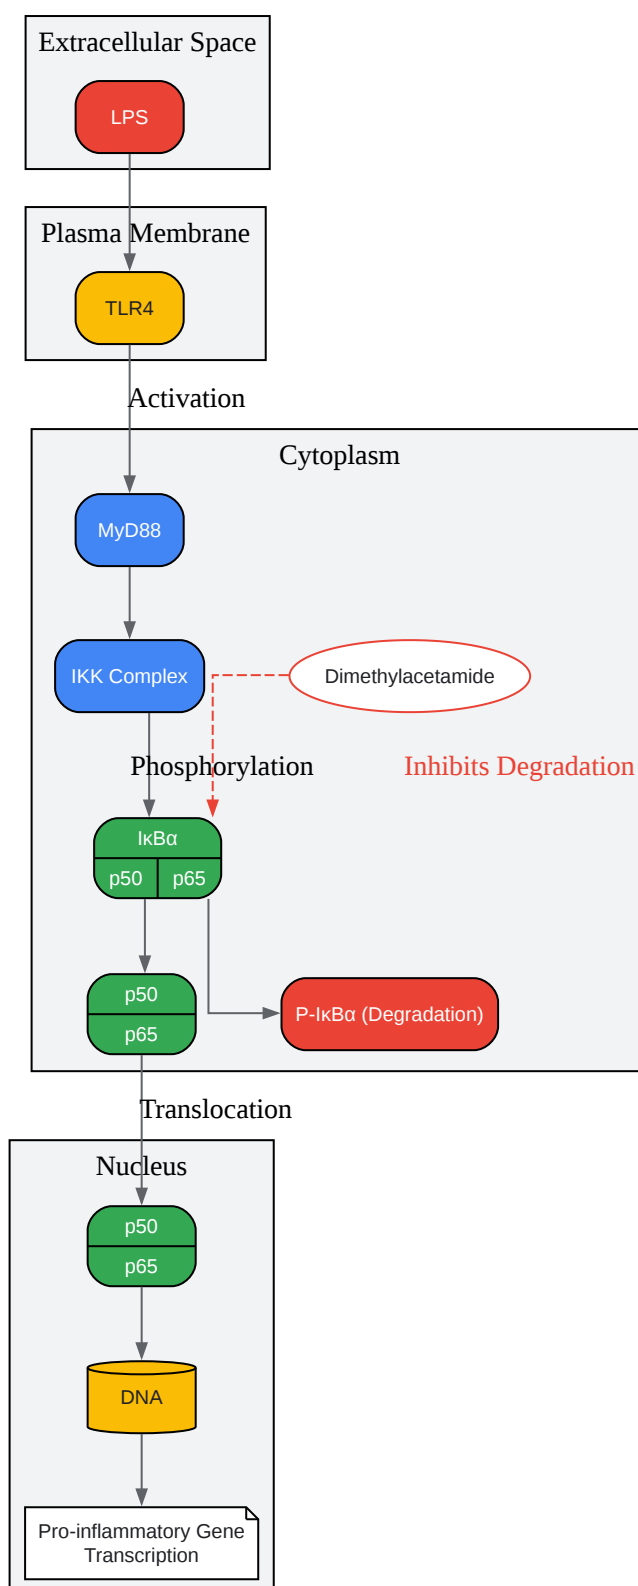 Extracellular Space
LPS
Plasma Membrane
TLR4
Activation
Cytoplasm
MyD88
IKK Complex
Dimethylacetamide
Phosphorylation
Inhibits Degradation
IκBα
p50
p65
p50
p65
P-IκBα (Degradation)
Translocation
Nucleus
p50
p65
DNA
Pro-inflammatory Gene
Transcription